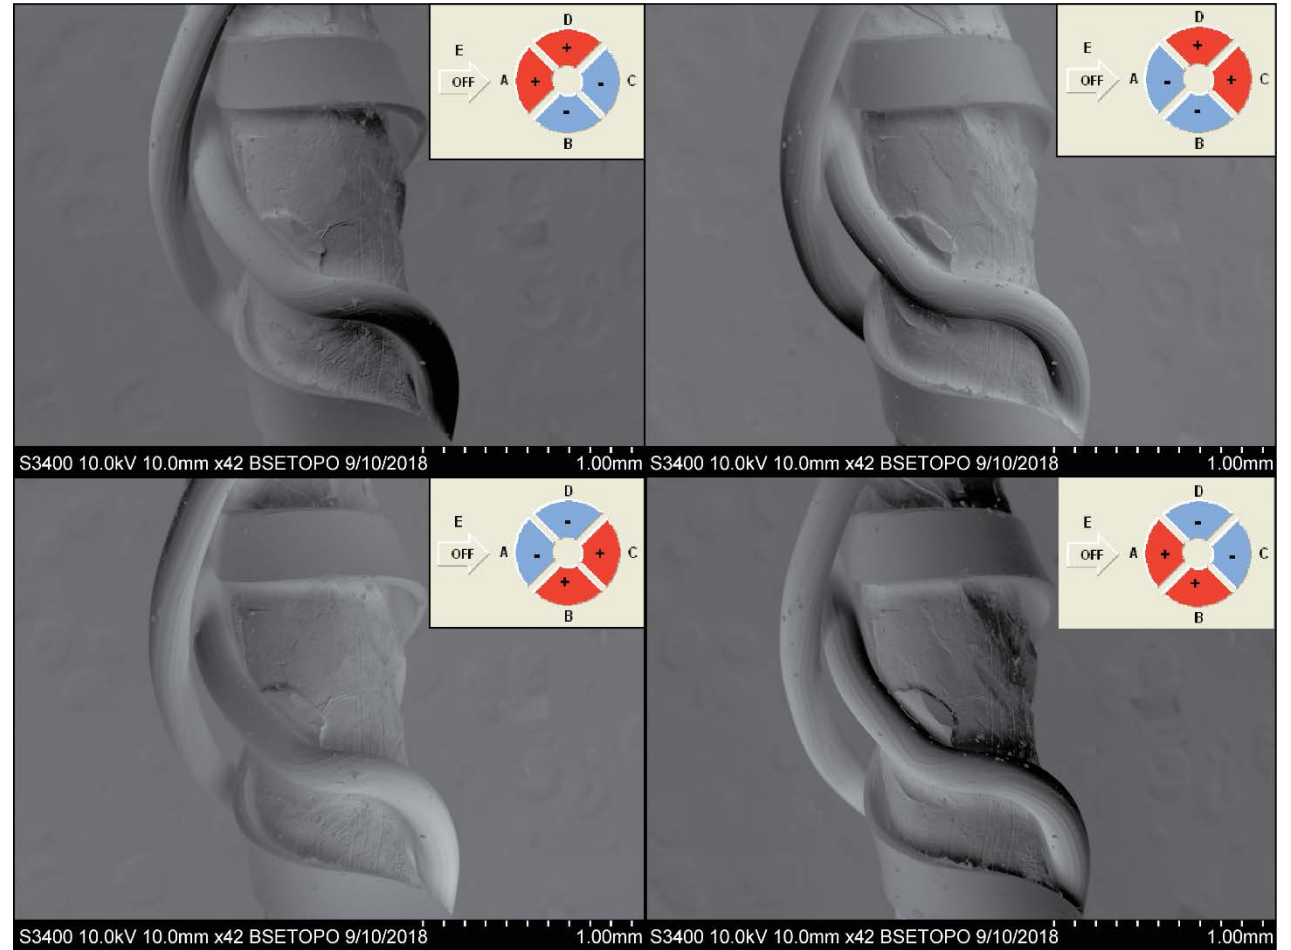 D
+
E
OFF
A
+
-
C
-
B
D
+
E
OFF
A
-
+
C
-
B
S3400 10.0kV 10.0mm x42 BSETOPO 9/10/2018 1.00mm
S3400 10.0kV 10.0mm x42 BSETOPO 9/10/2018 1.00mm
D
-
E
OFF
A
-
+
C
+
B
D
-
E
OFF
A
+
-
C
+
B
S3400 10.0kV 10.0mm x42 BSETOPO 9/10/2018 1.00mm
S3400 10.0kV 10.0mm x42 BSETOPO 9/10/2018 1.00mm